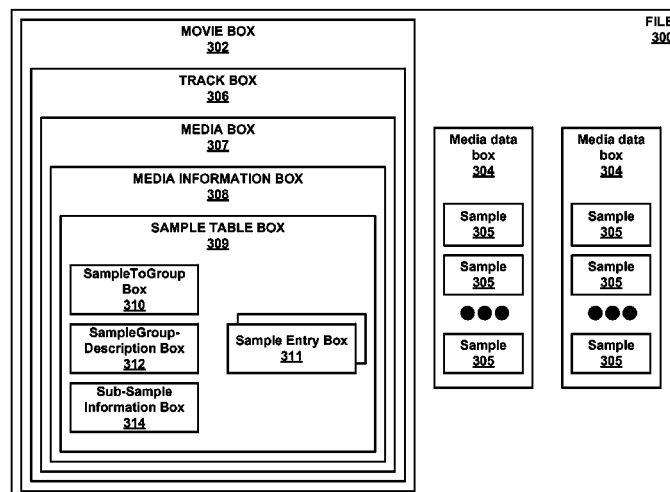 FILE
300
MOVIE BOX
302
TRACK BOX
306
MEDIA BOX
307
MEDIA INFORMATION BOX
308
SAMPLE TABLE BOX
309
SampleToGroup
Box
310
SampleGroup-
Description Box
312
Sub-Sample
Information Box
314
Sample Entry Box
311
Media data
box
304
Sample
305
Sample
305
Sample
305
Media data
box
304
Sample
305
Sample
305
Sample
305